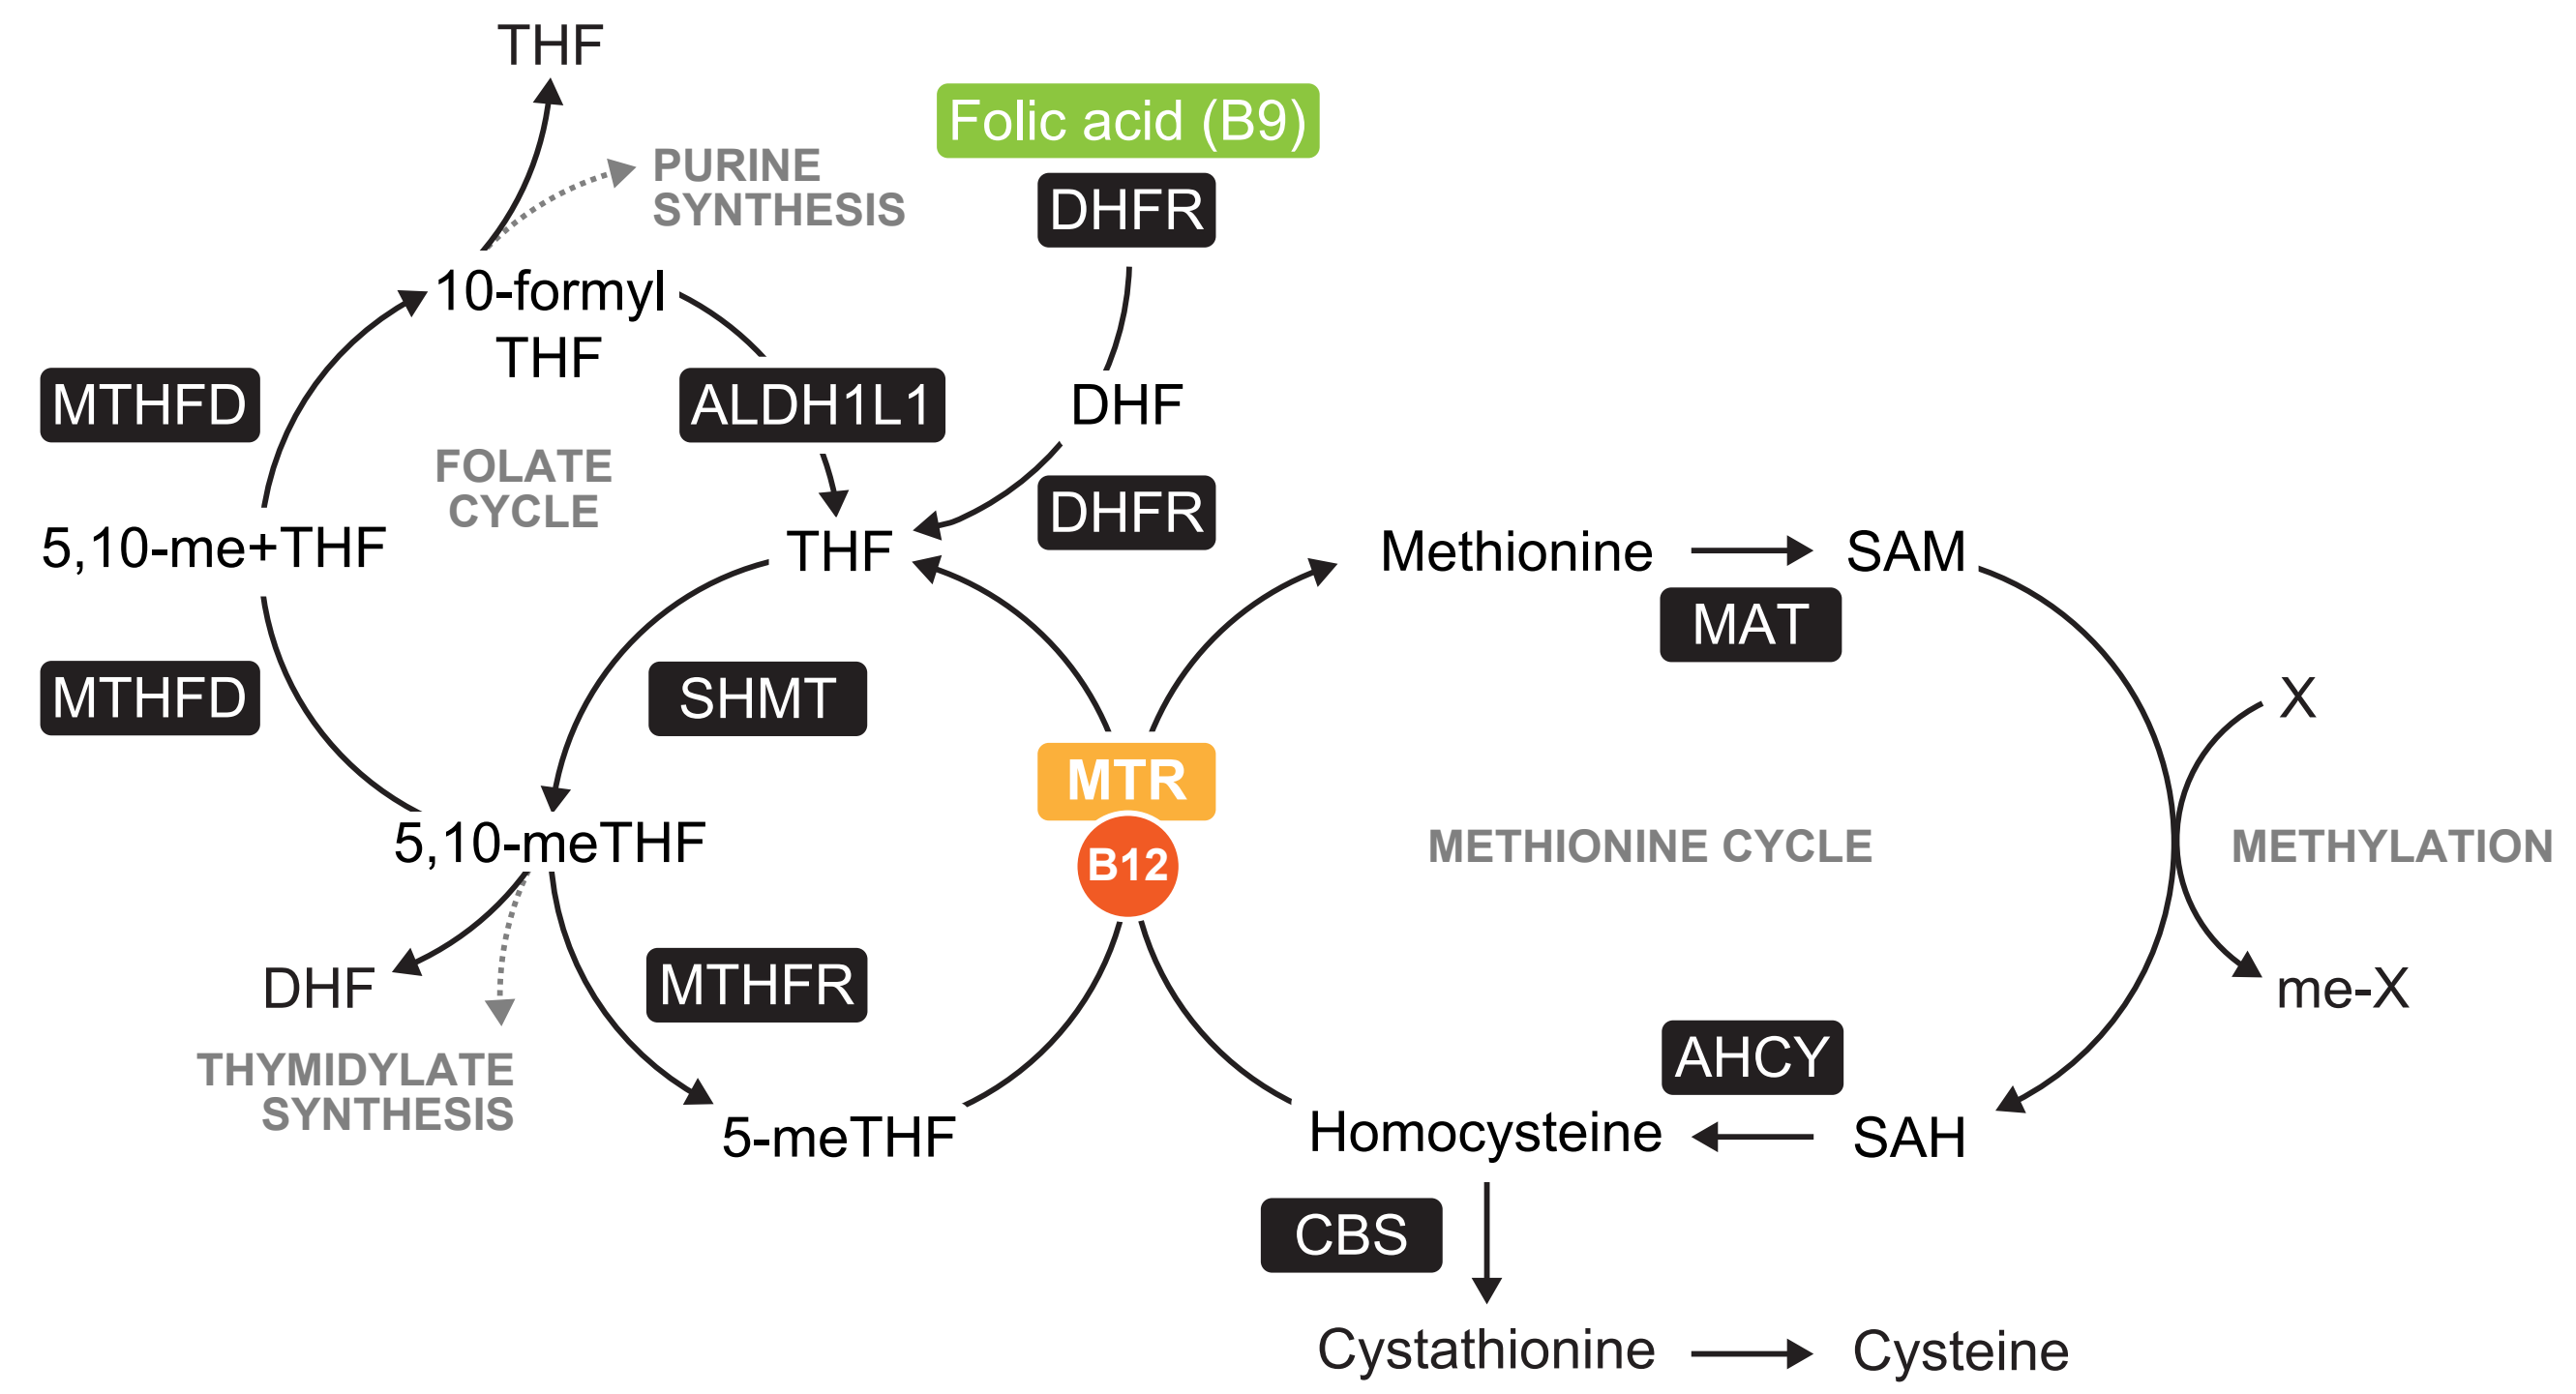 THF
Folic acid (B9)
PURINE
SYNTHESIS
DHFR
10-formyl
THF
MTHFD
ALDH1L1
DHF
FOLATE
CYCLE
DHFR
5,10-me+THF
THF
Methionine
SAM
MAT
MTHFD
SHMT
X
MTR
B12
5,10-meTHF
METHIONINE CYCLE
METHYLATION
DHF
MTHFR
me-X
THYMIDYLATE
SYNTHESIS
AHCY
5-meTHF
Homocysteine
SAH
CBS
Cystathionine
Cysteine